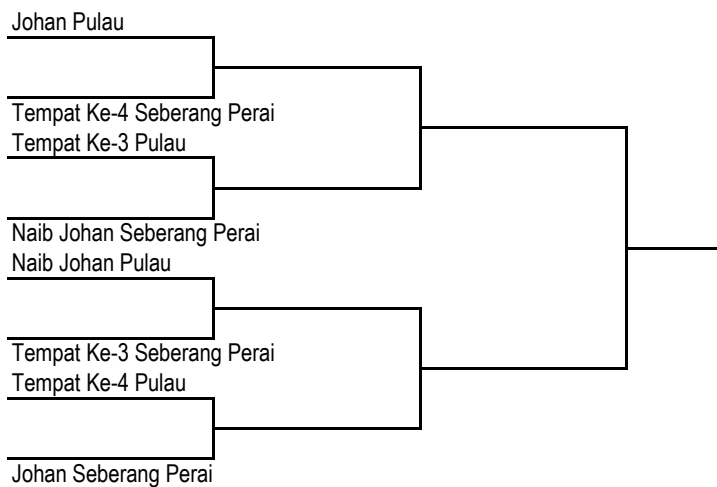 Johan Pulau
Tempat Ke-4 Seberang Perai
Tempat Ke-3 Pulau
Naib Johan Seberang Perai
Naib Johan Pulau
Tempat Ke-3 Seberang Perai
Tempat Ke-4 Pulau
Johan Seberang Perai